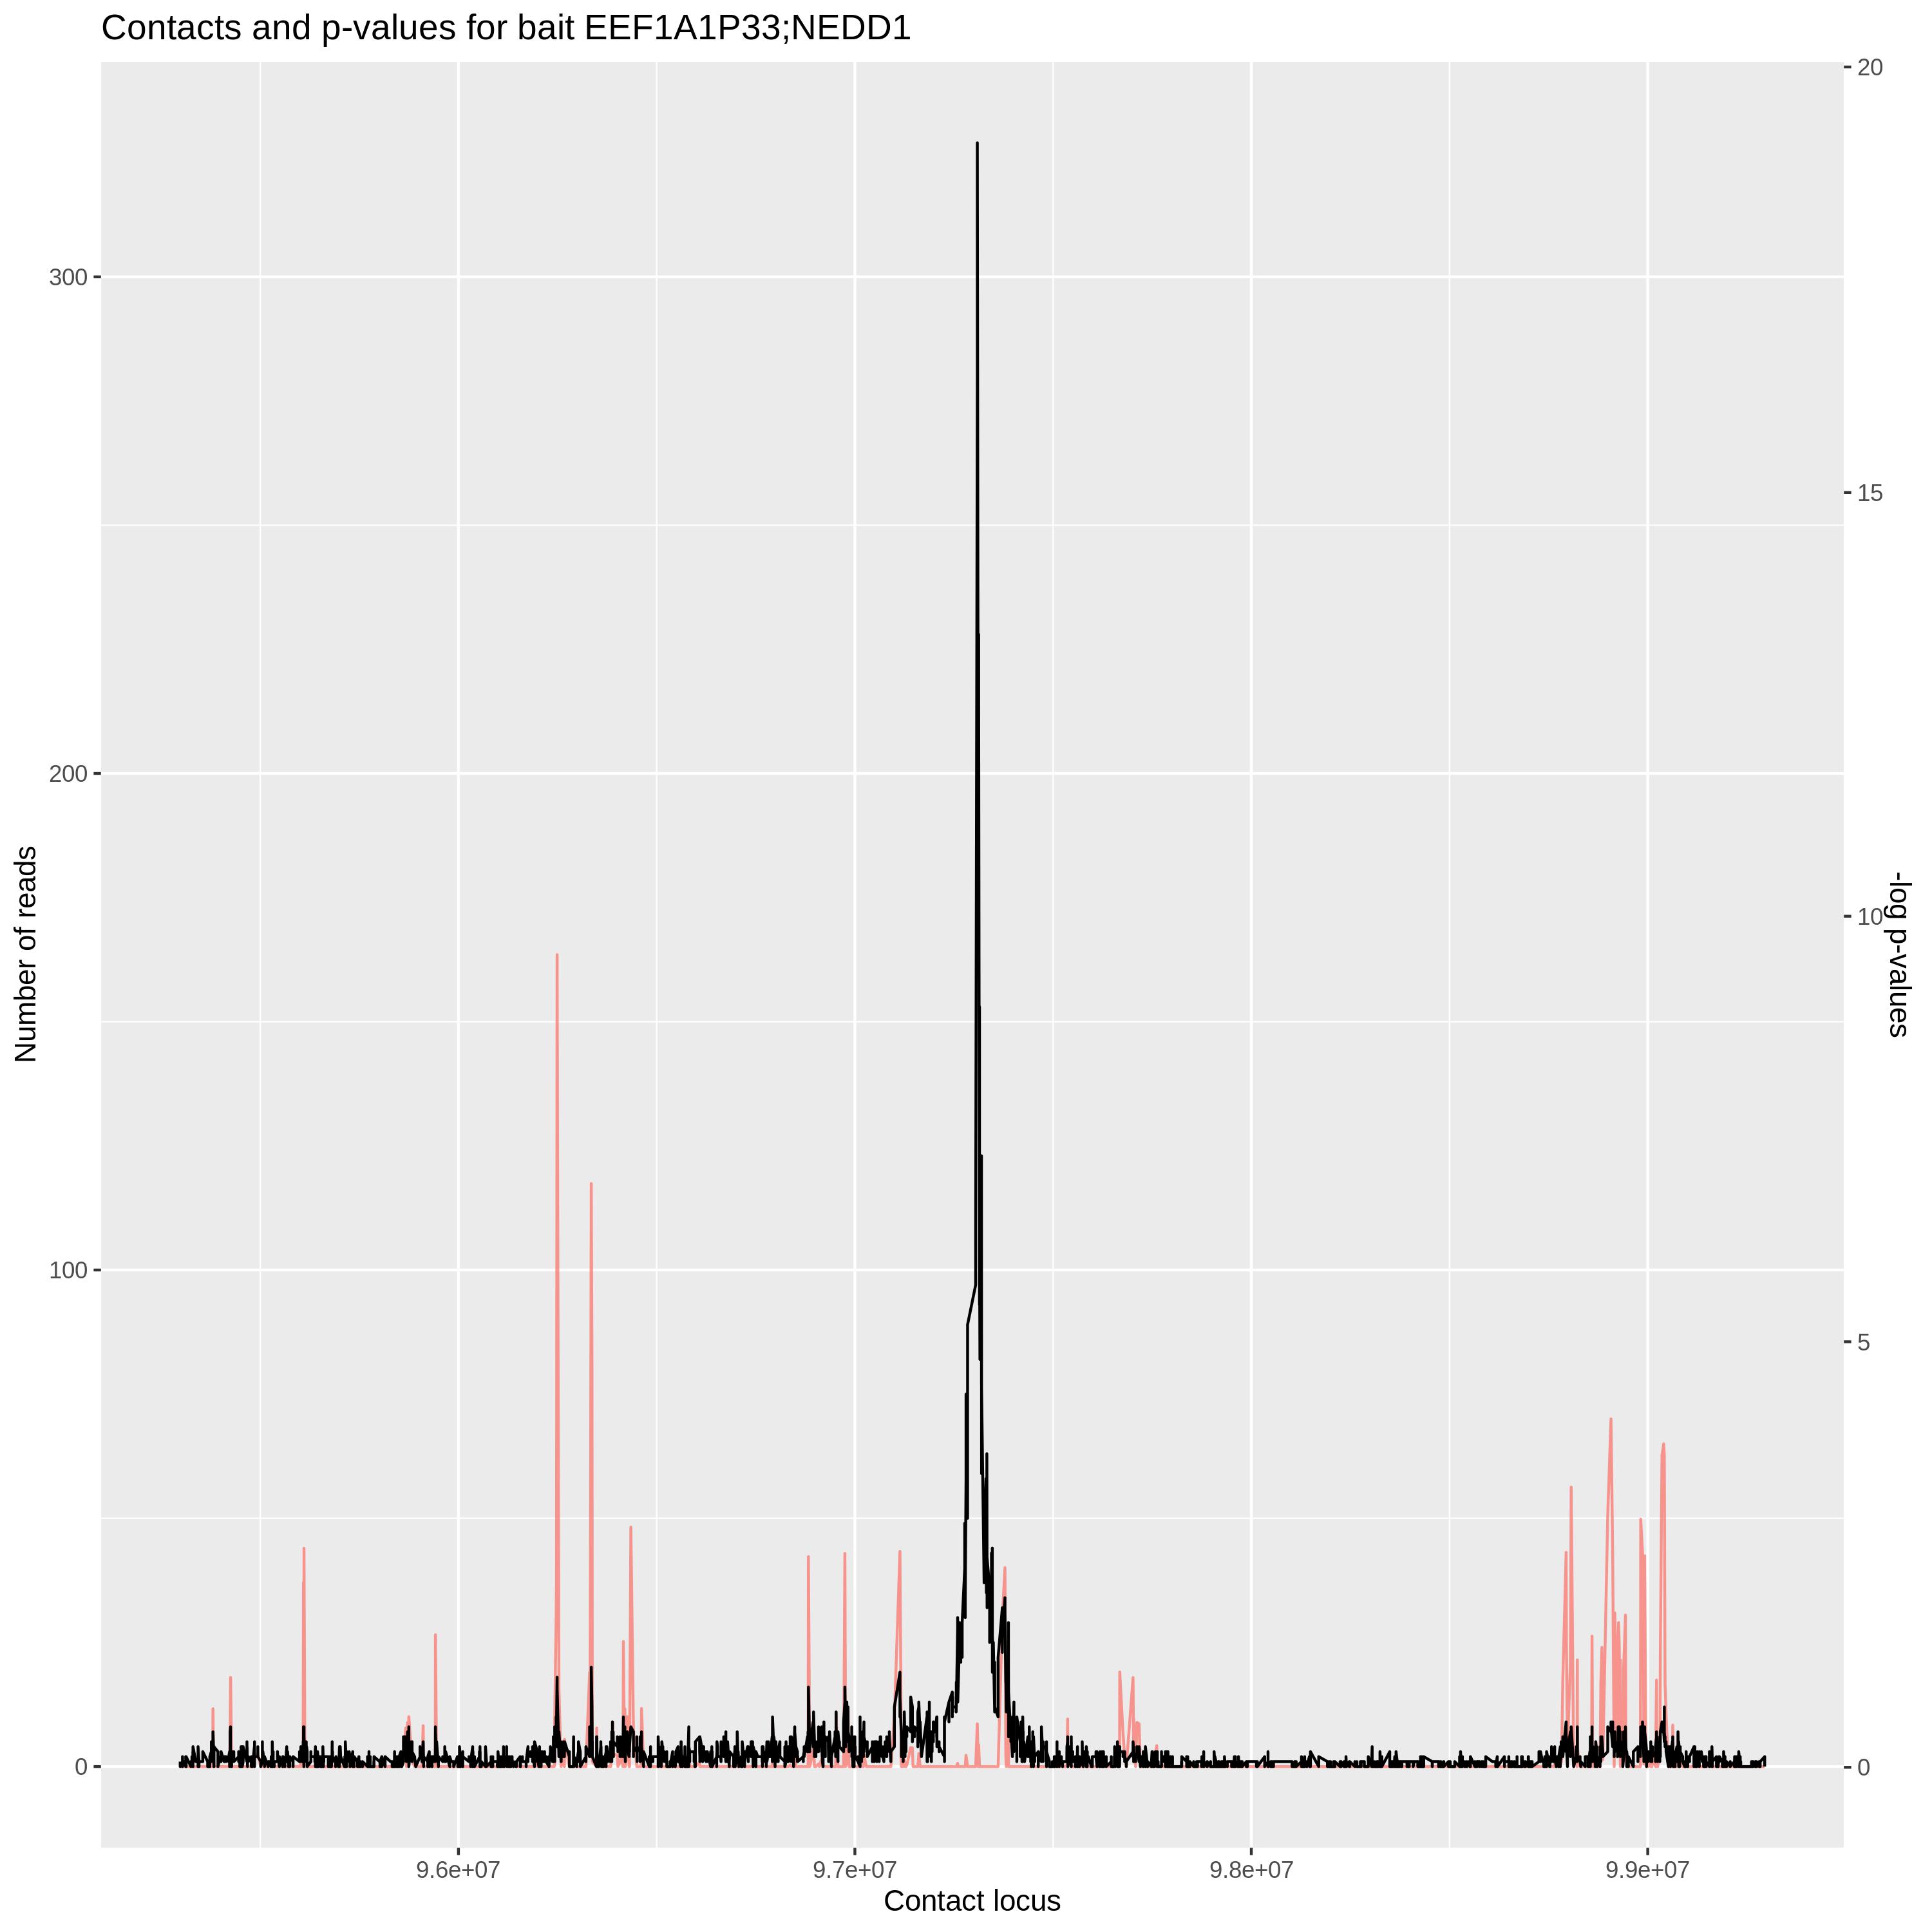 Contacts and p-values for bait EEF1A1P33;NEDD1
Number of reads
300
200
100
0
20
15
10
5
0
-log p-values
9.6e+07
9.7e+07
9.8e+07
9.9e+07
Contact locus